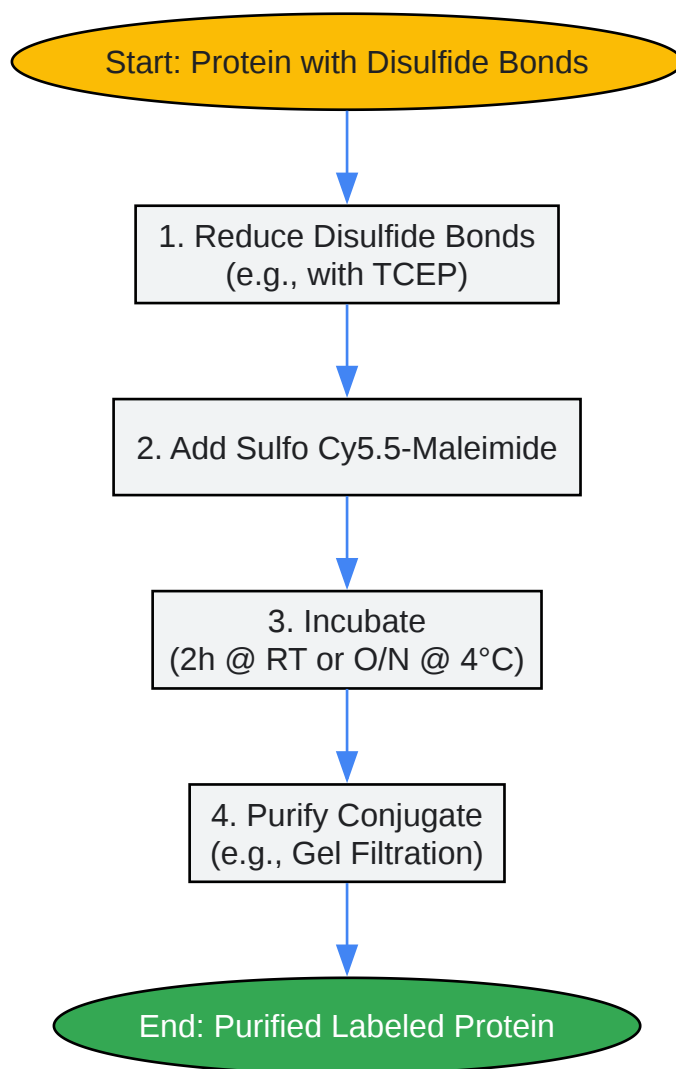 Start: Protein with Disulfide Bonds
1. Reduce Disulfide Bonds
(e.g., with TCEP)
2. Add Sulfo Cy5.5-Maleimide
3. Incubate
(2h @ RT or O/N @ 4°C)
4. Purify Conjugate
(e.g., Gel Filtration)
End: Purified Labeled Protein